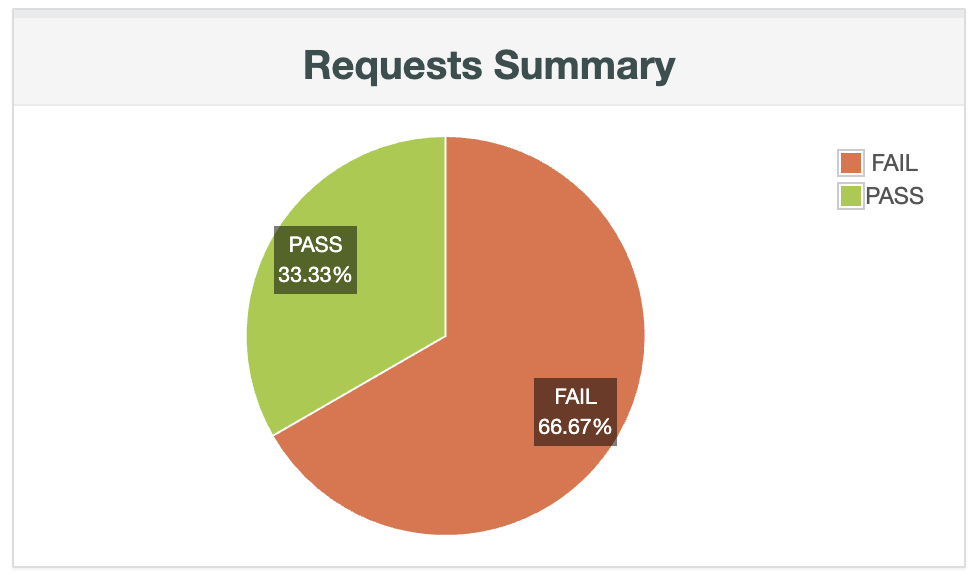 Requests Summary
FAIL
PASS
PASS
33.33%
FAIL
66.67%